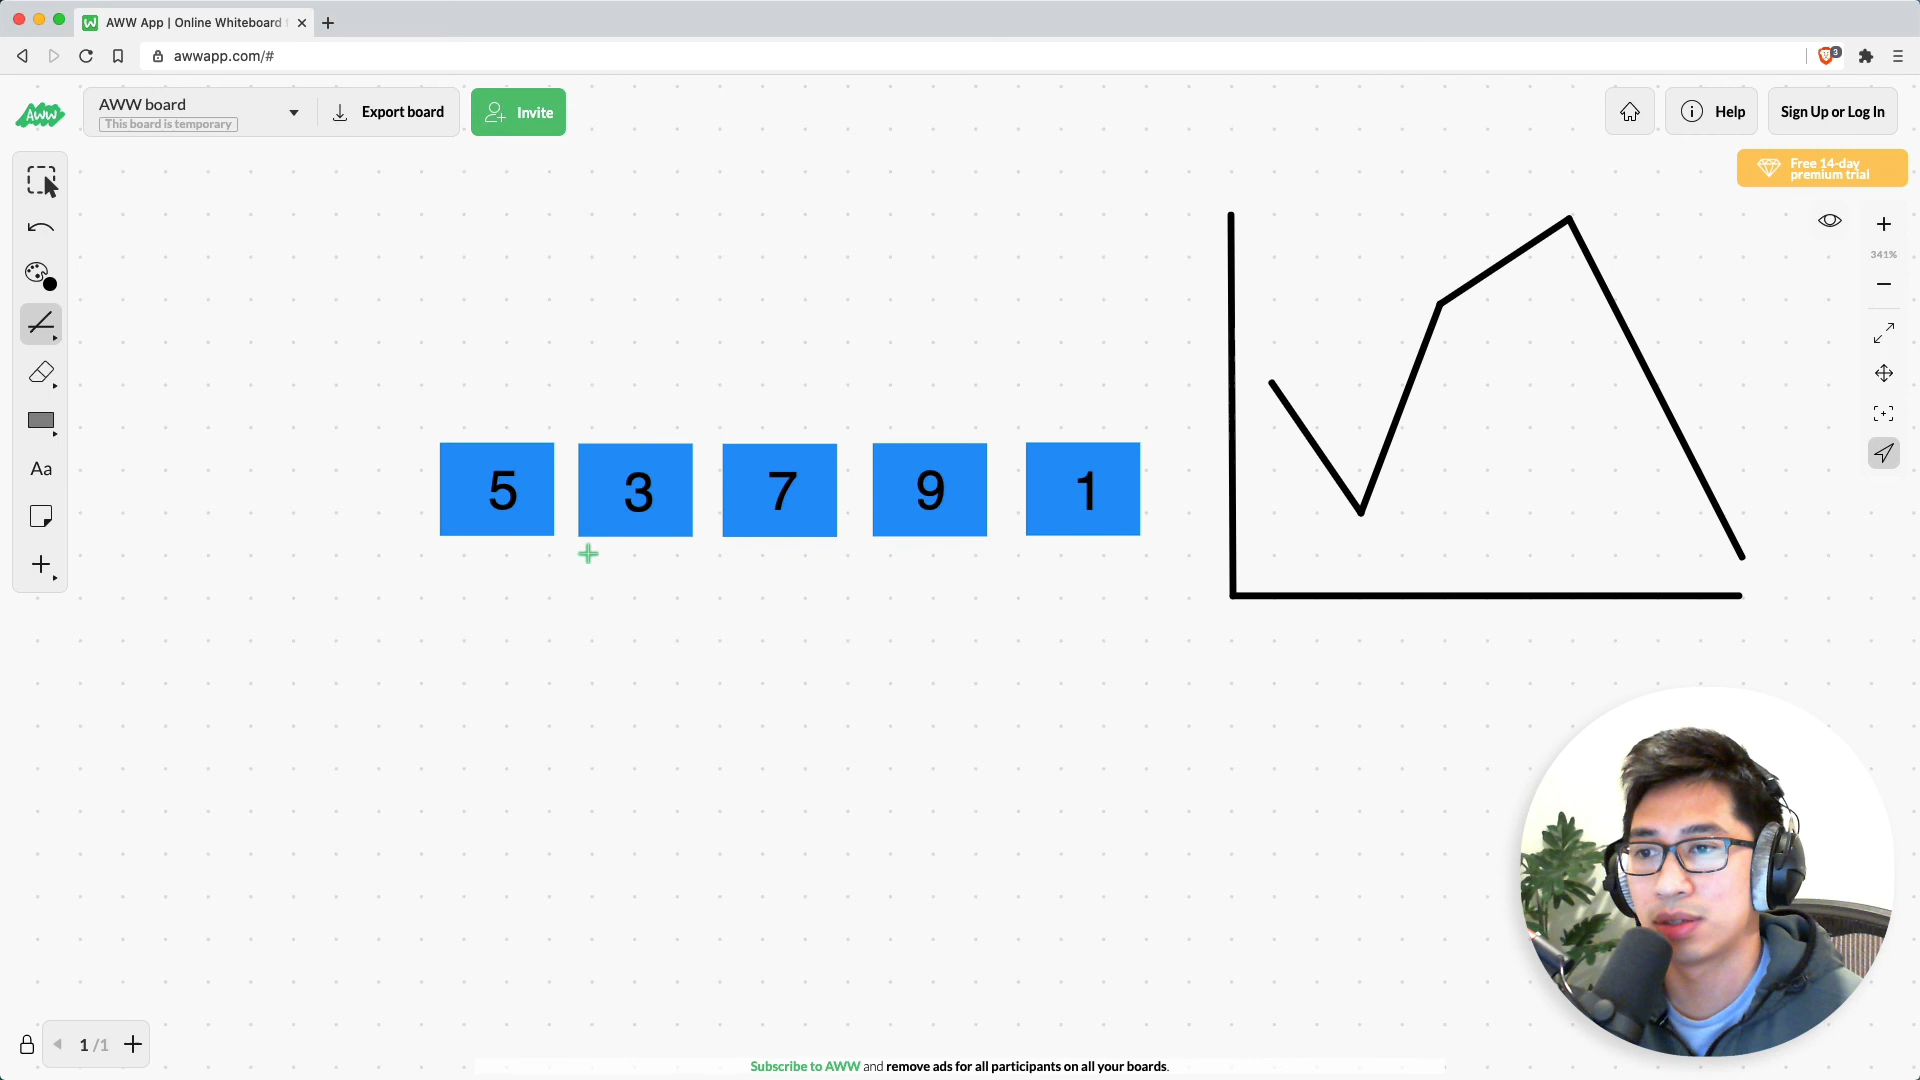 AWW App | Online Whiteboard f
awwapp.com/#
3
AWW
AWW board
This board is temporary
Export board
Invite
Help
Sign Up or Log In
Free 14-day
premium trial
341%
Aa
5 3 7 9 1
1 /1
Subscribe to AWW and remove ads for all participants on all your boards.